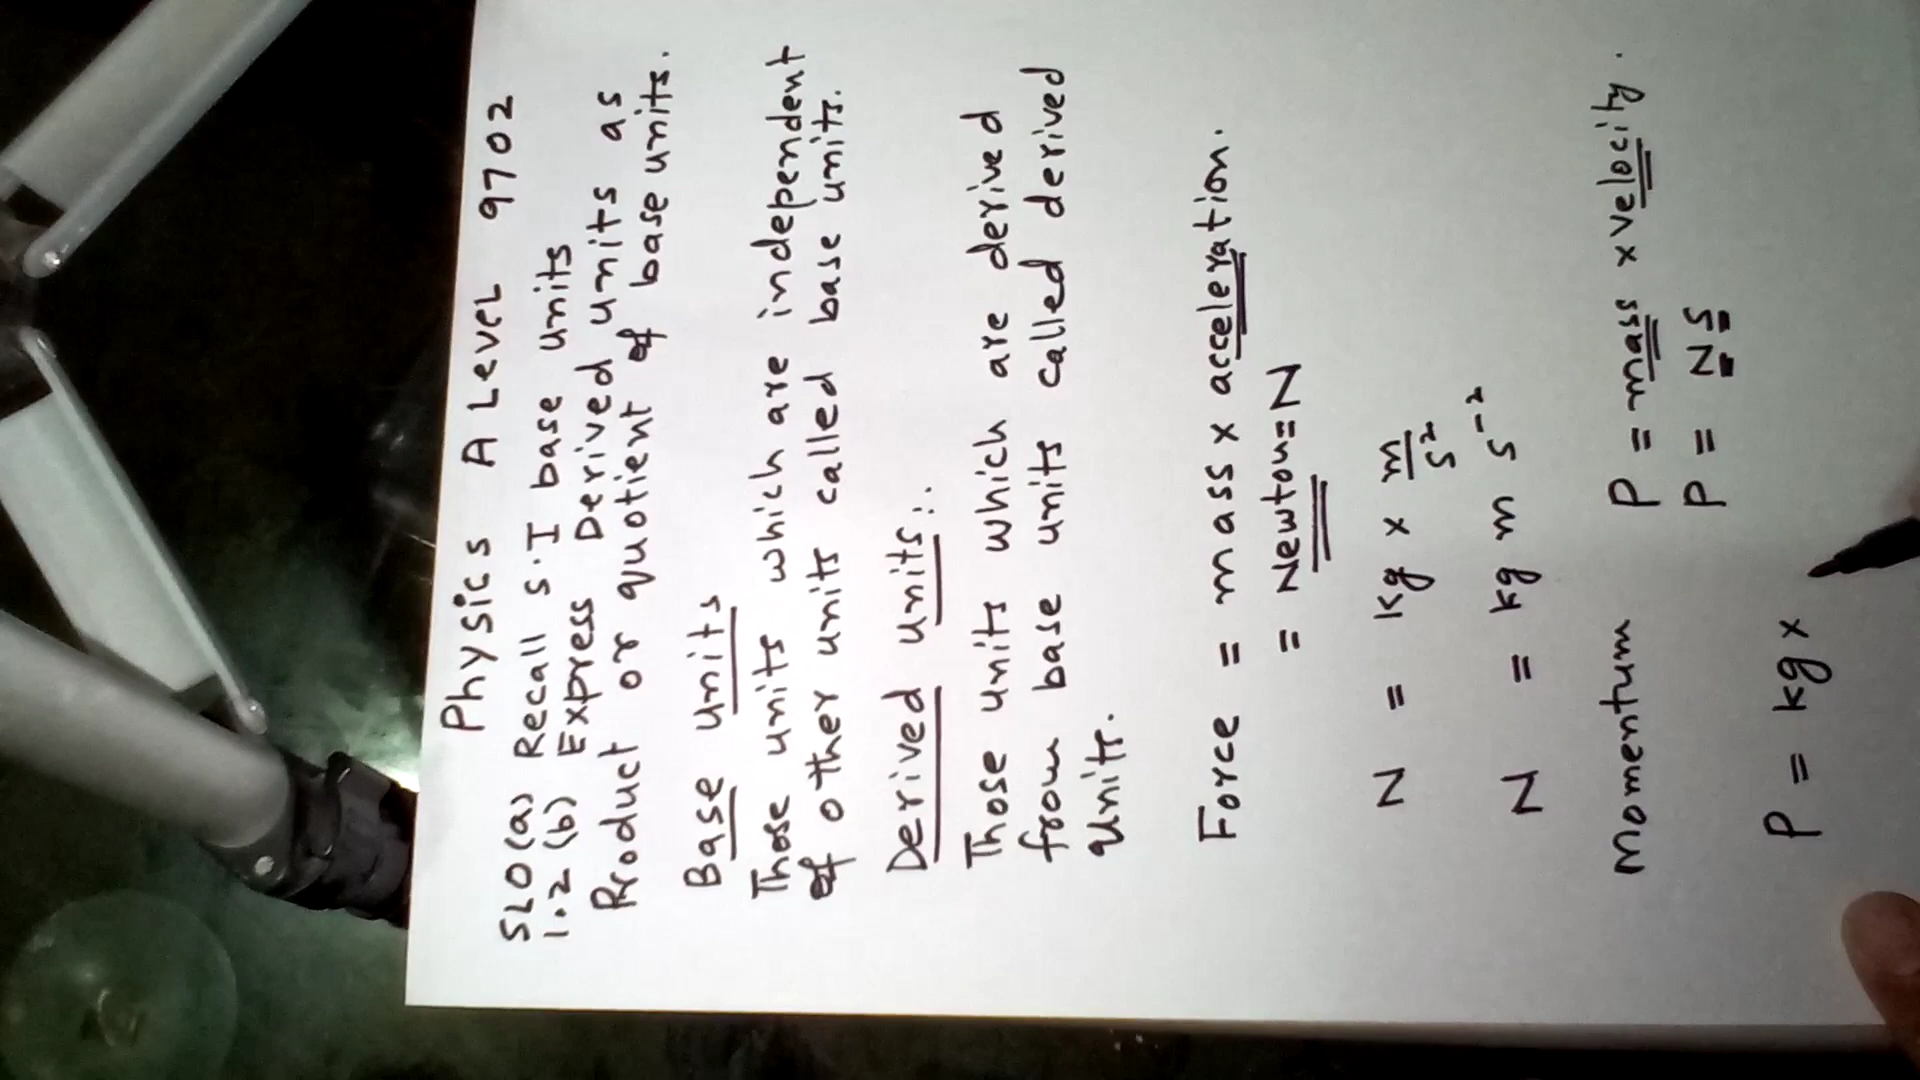 Physics A Level 9702
SLO(a) Recall S.I base units
1.2 (b) Express Derived units as
Product or quotient of base units.
Base units
Those units which are independent
of other units called base units.
Derived units:.
Those units which are derived
from base units called derived
units.
Force = mass x acceleration.
= Newton = N
N = kg x m/s²
N = kg m s⁻²
Momentum P = mass x velocity.
P = N s
P = kg x